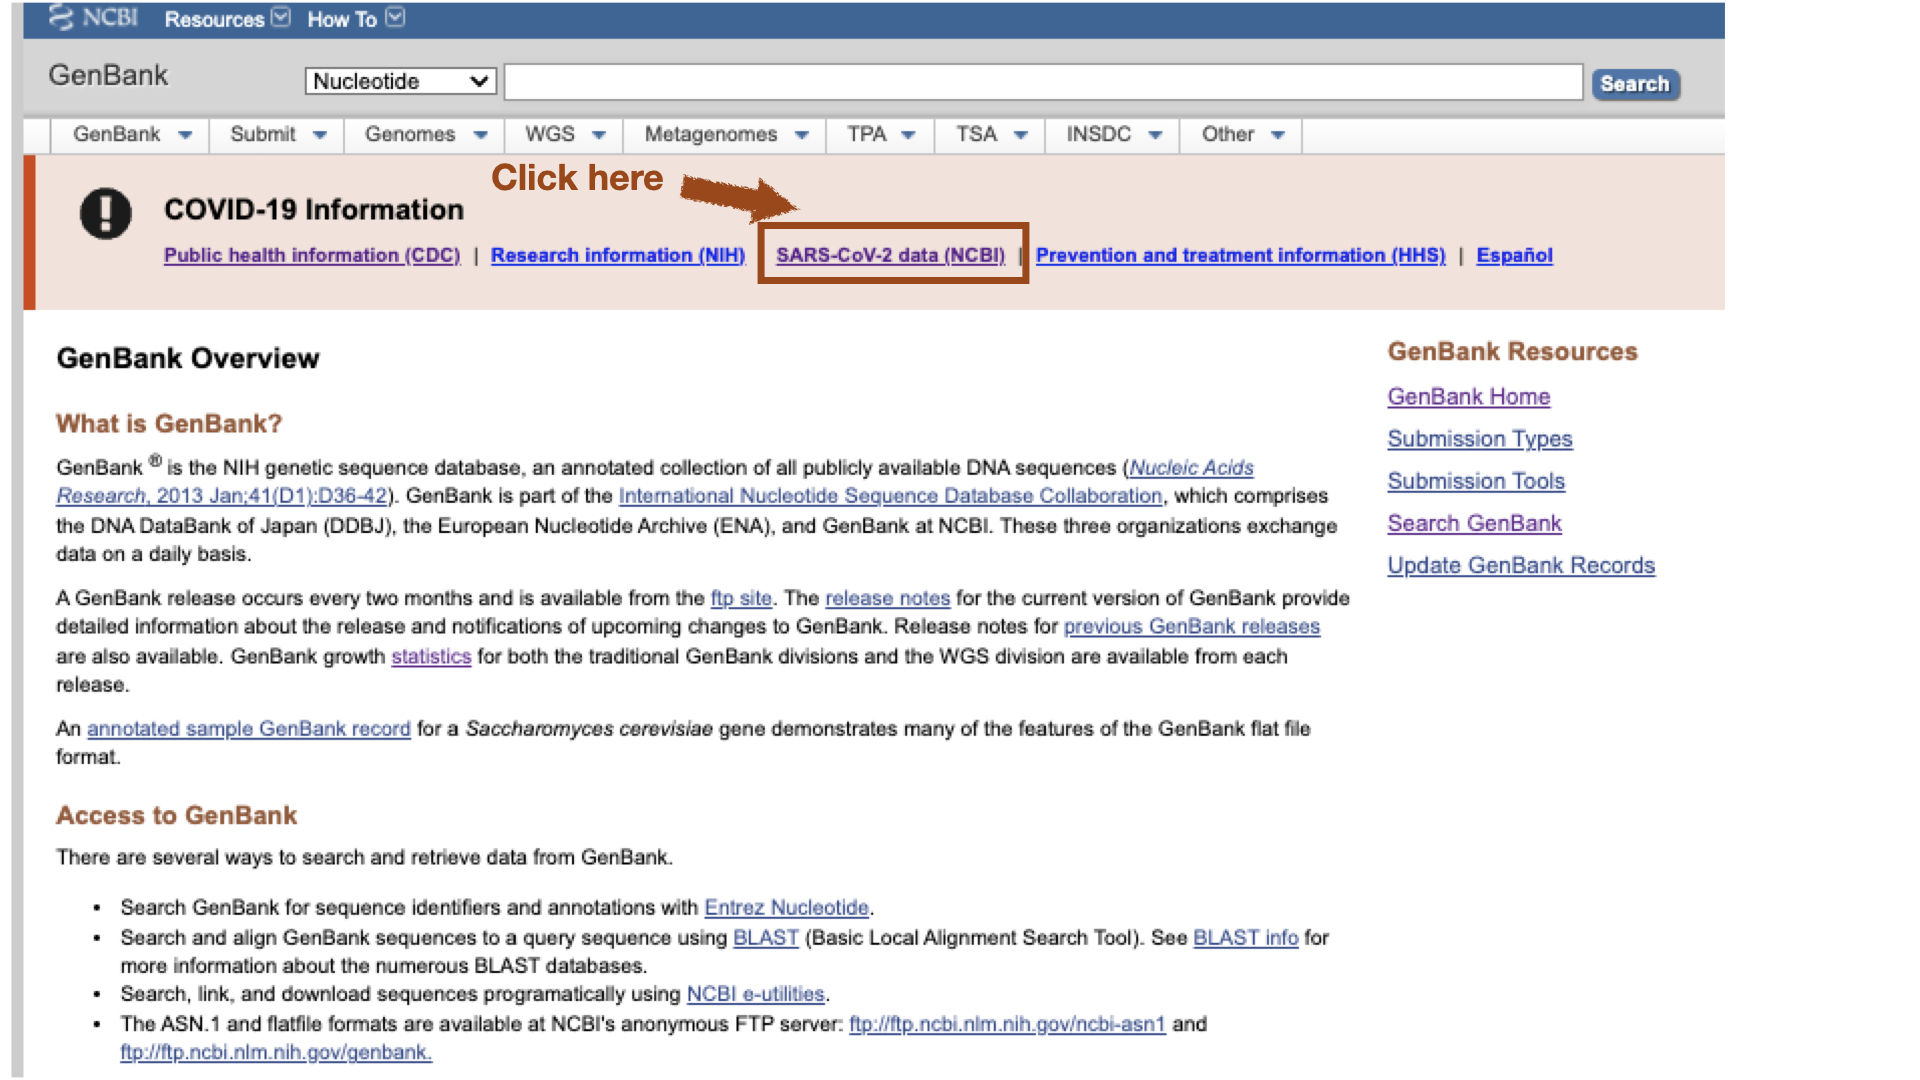 NCBI Resources How To
GenBank Nucleotide Search
GenBank Submit Genomes WGS Metagenomes TPA TSA INSDC Other
Click here
COVID-19 Information
Public health information (CDC) | Research information (NIH) SARS-CoV-2 data (NCBI) | Prevention and treatment information (HHS) | Español
GenBank Overview
What is GenBank?
GenBank ® is the NIH genetic sequence database, an annotated collection of all publicly available DNA sequences (Nucleic Acids
Research, 2013 Jan;41(D1):D36-42). GenBank is part of the International Nucleotide Sequence Database Collaboration, which comprises
the DNA DataBank of Japan (DDBJ), the European Nucleotide Archive (ENA), and GenBank at NCBI. These three organizations exchange
data on a daily basis.
A GenBank release occurs every two months and is available from the ftp site. The release notes for the current version of GenBank provide
detailed information about the release and notifications of upcoming changes to GenBank. Release notes for previous GenBank releases
are also available. GenBank growth statistics for both the traditional GenBank divisions and the WGS division are available from each
release.
An annotated sample GenBank record for a Saccharomyces cerevisiae gene demonstrates many of the features of the GenBank flat file
format.
Access to GenBank
There are several ways to search and retrieve data from GenBank.
• Search GenBank for sequence identifiers and annotations with Entrez Nucleotide.
• Search and align GenBank sequences to a query sequence using BLAST (Basic Local Alignment Search Tool). See BLAST info for
more information about the numerous BLAST databases.
• Search, link, and download sequences programatically using NCBI e-utilities.
• The ASN.1 and flatfile formats are available at NCBI's anonymous FTP server: ftp://ftp.ncbi.nlm.nih.gov/ncbi-asn1 and
ftp://ftp.ncbi.nlm.nih.gov/genbank.
GenBank Resources
GenBank Home
Submission Types
Submission Tools
Search GenBank
Update GenBank Records